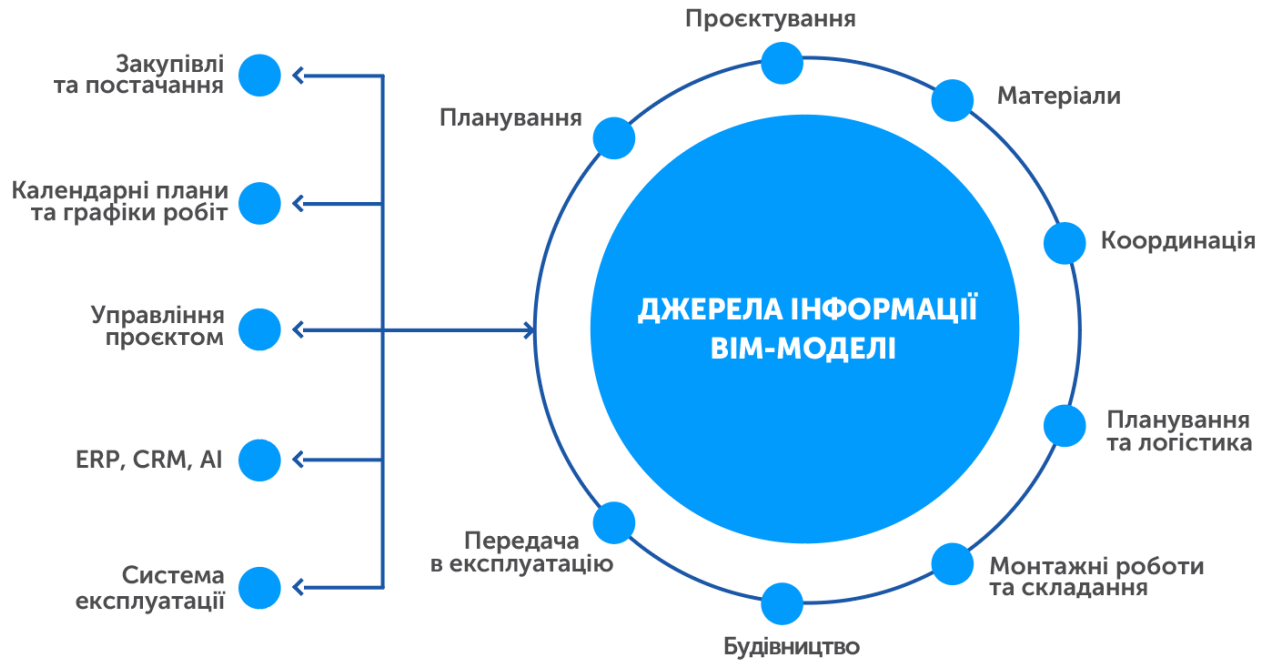 Закупівлі
та постачання
Календарні плани
та графіки робіт
Управління
проєктом
ERP, CRM, AI
Система
експлуатації
Проєктування
Матеріали
Координація
Планування
та логістика
Монтажні роботи
та складання
Будівництво
Передача
в експлуатацію
Планування
ДЖЕРЕЛА ІНФОРМАЦІЇ
BIM-МОДЕЛІ